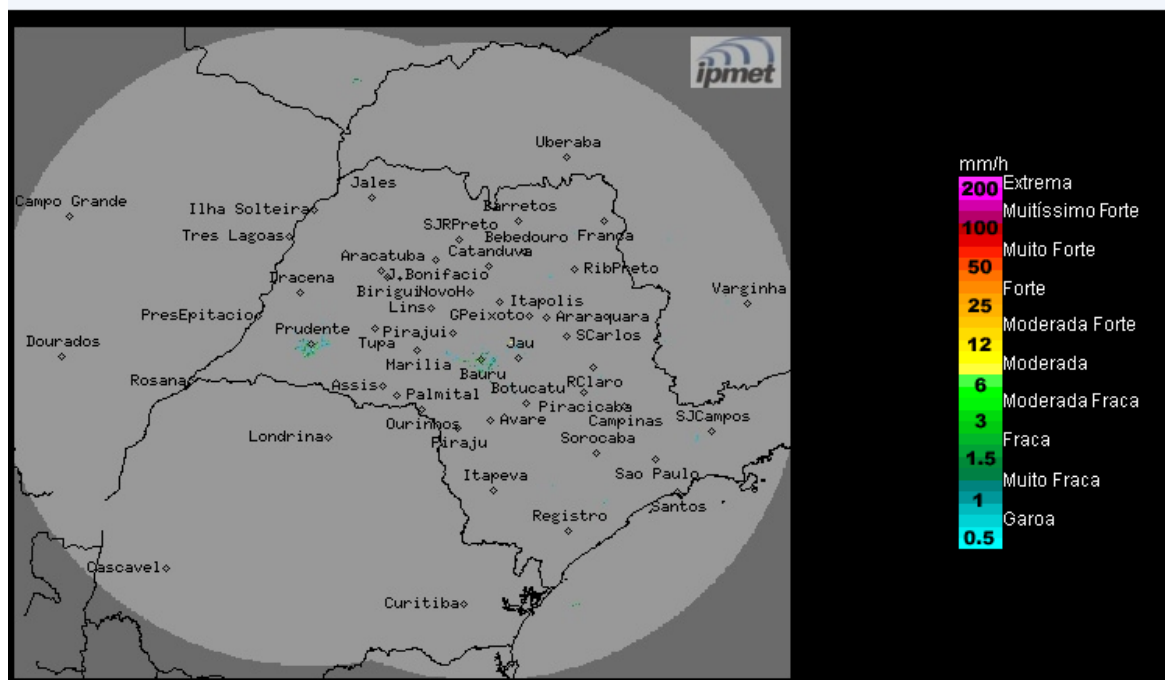 ipmet
Uberaba
Jales
Campo Grande
Ilha Solteira
Barretos
SJRPreto
Tres Lagoas
Bebedouro
Franca
Aracatuba
Catanduva
J.Bonifacio
RibPreto
Dracena
Birigui
NovoH
Varginha
Lins
Itapolis
PresEpitacio
GPeixoto
Araraquara
Prudente
Pirajui
SCarlos
Dourados
Tupa
Jau
Marilia
Bauru
Rosana
Assis
Botucatu
RClaro
Palmital
Piracicaba
Ourinhos
Avare
Campinas
SJCampos
Londrina
Piraju
Sorocaba
Itapeva
Sao Paulo
Santos
Registro
Cascavel
Curitiba
mm/h
200 Extrema
Muitíssimo Forte
100
Muito Forte
50
Forte
25
Moderada Forte
12
Moderada
6
Moderada Fraca
3
Fraca
1.5
Muito Fraca
1
Garoa
0.5